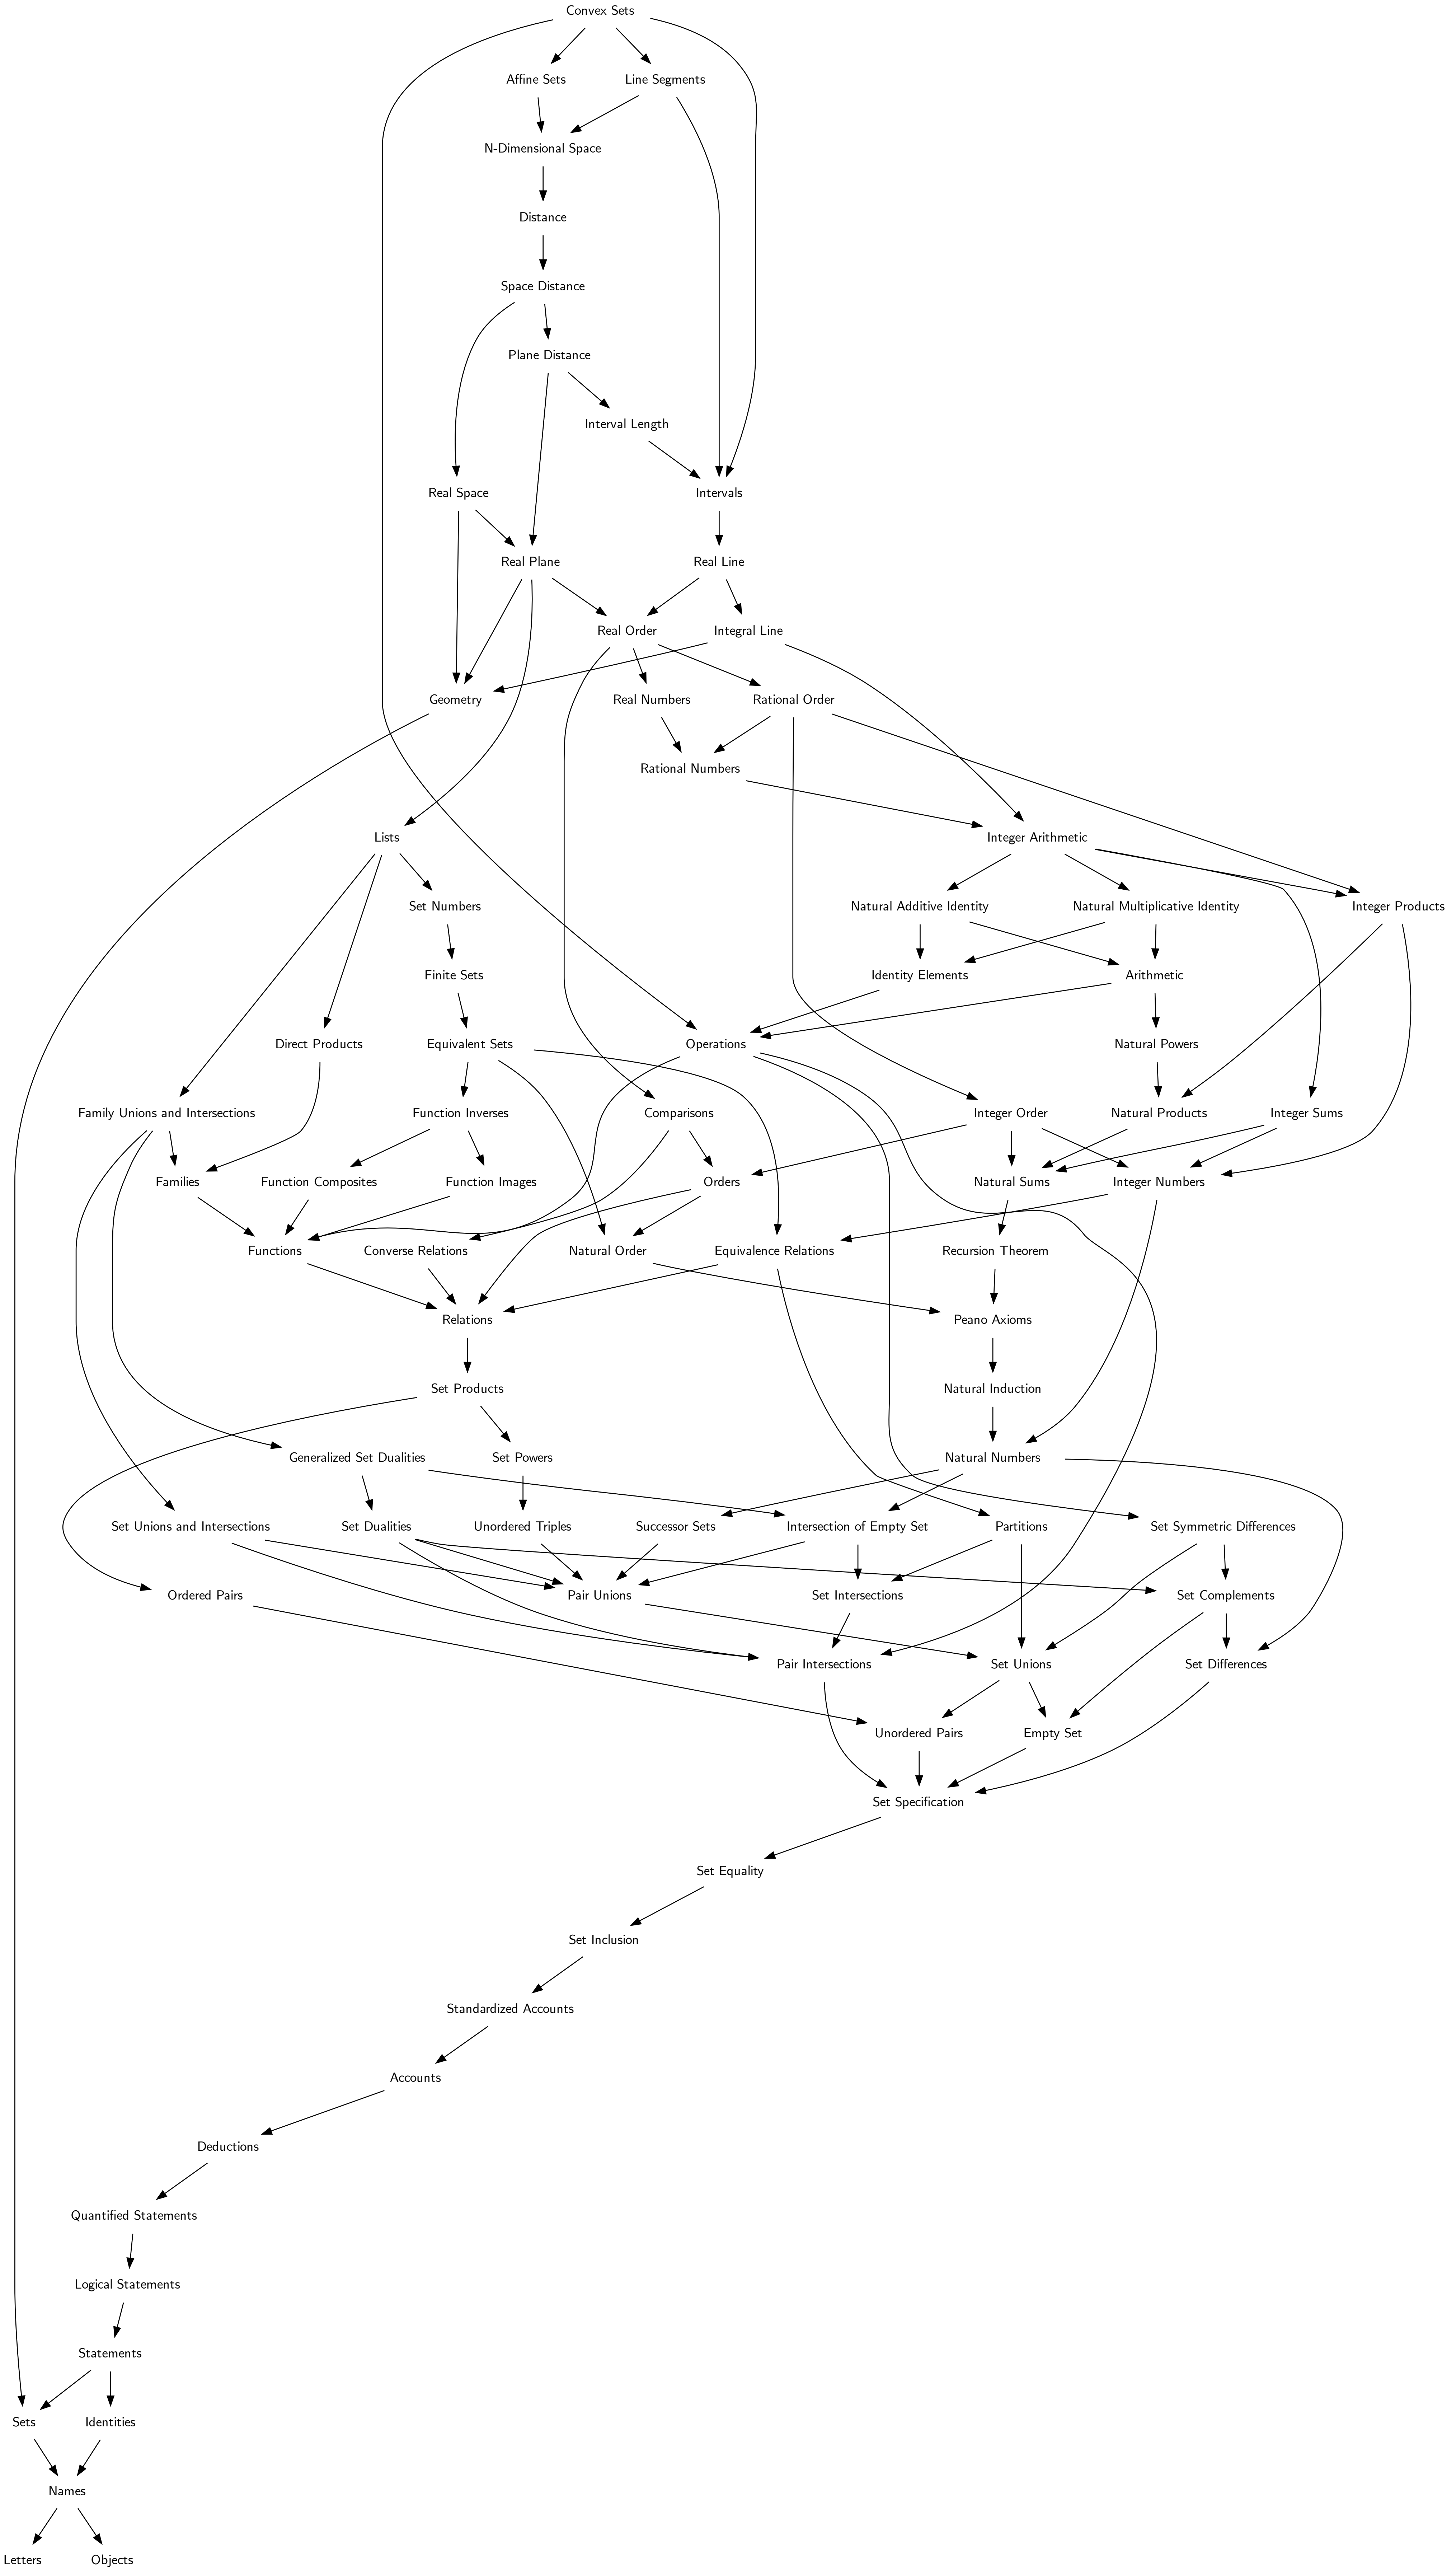 Convex Sets
Affine Sets
Line Segments
N-Dimensional Space
Distance
Space Distance
Plane Distance
Interval Length
Real Space
Intervals
Real Plane
Real Line
Real Order
Integral Line
Geometry
Real Numbers
Rational Order
Rational Numbers
Lists
Integer Arithmetic
Set Numbers
Natural Additive Identity
Natural Multiplicative Identity
Integer Products
Finite Sets
Identity Elements
Arithmetic
Direct Products
Equivalent Sets
Operations
Natural Powers
Family Unions and Intersections
Function Inverses
Comparisons
Integer Order
Natural Products
Integer Sums
Families
Function Composites
Function Images
Orders
Natural Sums
Integer Numbers
Functions
Converse Relations
Natural Order
Equivalence Relations
Recursion Theorem
Relations
Peano Axioms
Set Products
Natural Induction
Generalized Set Dualities
Set Powers
Natural Numbers
Set Unions and Intersections
Set Dualities
Unordered Triples
Successor Sets
Intersection of Empty Set
Partitions
Set Symmetric Differences
Ordered Pairs
Pair Unions
Set Intersections
Set Complements
Pair Intersections
Set Unions
Set Differences
Unordered Pairs
Empty Set
Set Specification
Set Equality
Set Inclusion
Standardized Accounts
Accounts
Deductions
Quantified Statements
Logical Statements
Statements
Sets
Identities
Names
Letters
Objects